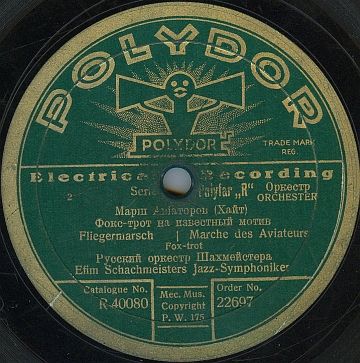 POLYDOR
POLYDOR
TRADE MARK
REG.
Electrical Recording
2
Polyfar „R“
Оркестр
ORCHESTER
Марш Авіаторов (Хайт)
Фокс-трот на известный мотив
Fliegermarsch | Marche des Aviateurs
Fox-trot
Русский оркестр Шахмейстера
Efim Schachmeisters Jazz-Symphoniker
Catalogue No.
R 40080
Mec. Mus.
Copyright
P. W. 175
Order No.
22697